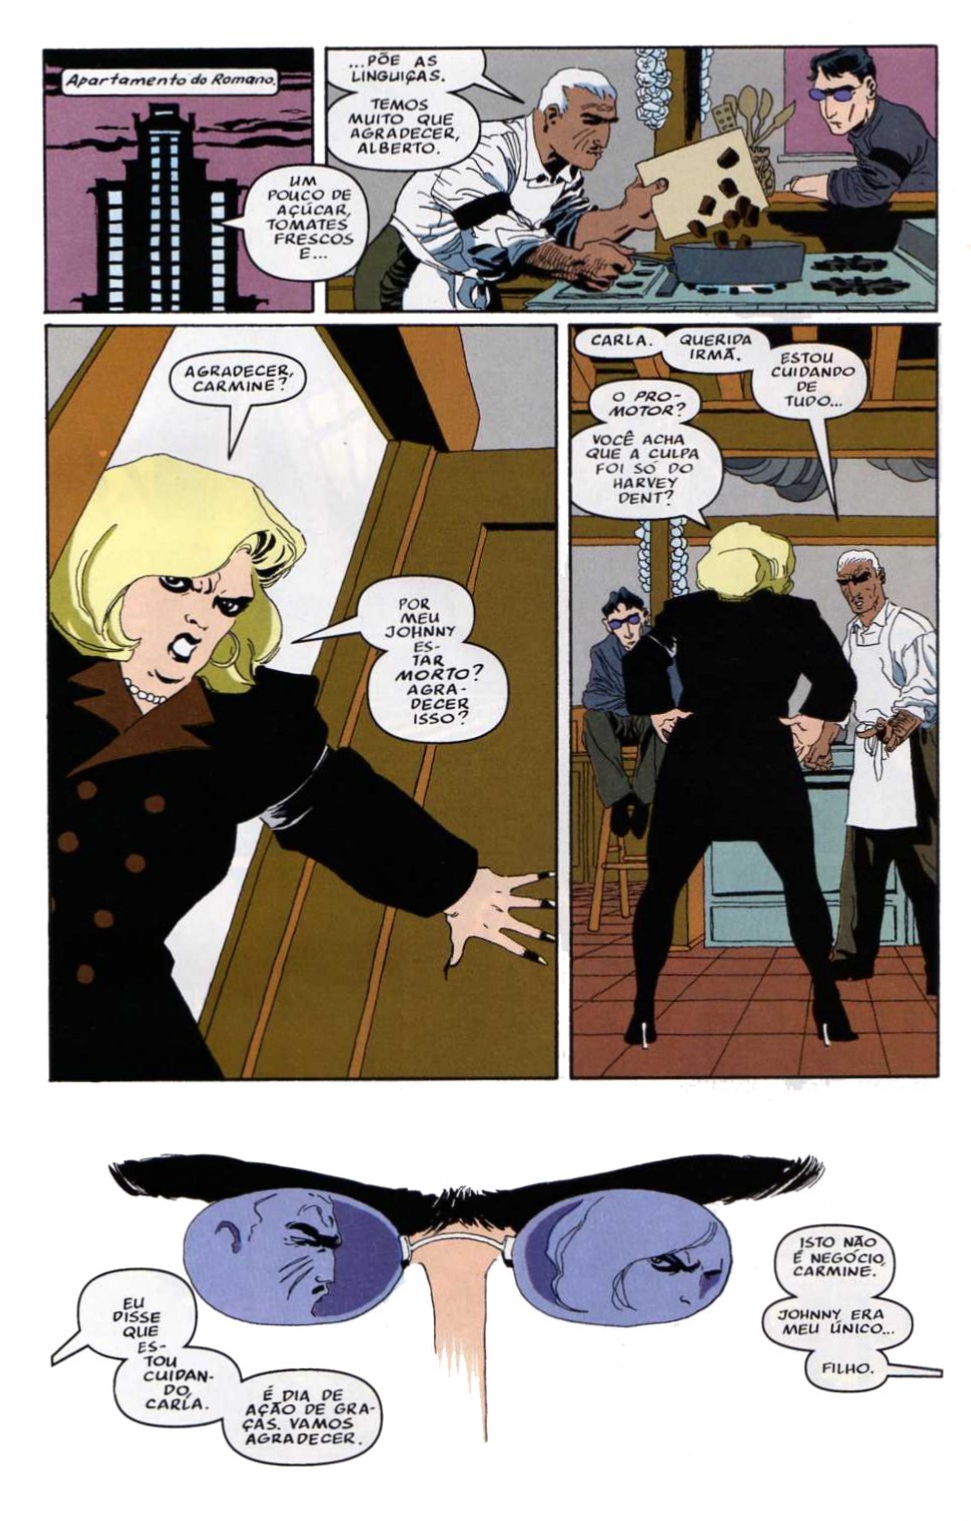 Apartamento do Romano.
UM
POUCO DE
AÇÚCAR,
TOMATES
FRESCOS
E...
...PÕE AS
LINGUIÇAS.
TEMOS
MUITO QUE
AGRADECER,
ALBERTO.
AGRADECER,
CARMINE?
POR
MEU
JOHNNY
ES-
TAR
MORTO?
AGRA-
DECER
ISSO?
CARLA.
QUERIDA
IRMÃ.
ESTOU
CUIDANDO
DE
TUDO...
O PRO-
MOTOR?
VOCÊ ACHA
QUE A CULPA
FOI SÓ DO
HARVEY
DENT?
EU
DISSE
QUE
ES-
TOU
CUIDAN-
DO,
CARLA.
É DIA DE
AÇÃO DE GRA-
ÇAS. VAMOS
AGRADECER.
ISTO NÃO
É NEGÓCIO,
CARMINE.
JOHNNY ERA
MEU ÚNICO...
FILHO.